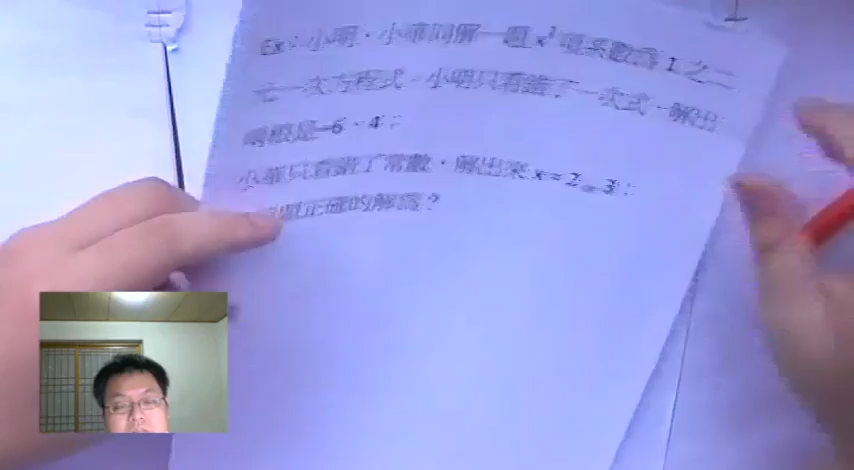 Ex:小明、小華同解一題x²項係數為1之一
元二次方程式,小明只看錯了一次式,解出
兩根是-6、4;
小華只看錯了常數,解出來x=2、3;
正確的解為?